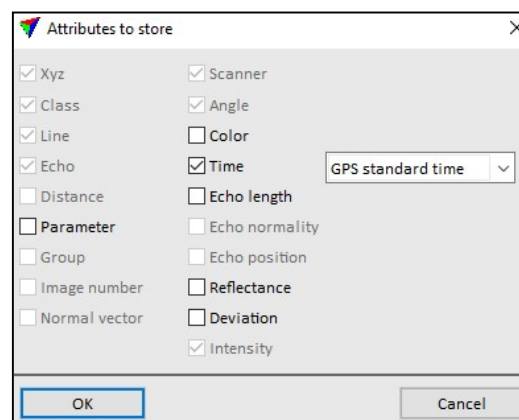 Attributes to store
Xyz
Scanner
Class
Angle
Line
Color
Echo
Time
GPS standard time
Distance
Echo length
Parameter
Echo normality
Group
Echo position
Image number
Reflectance
Normal vector
Deviation
Intensity
OK
Cancel